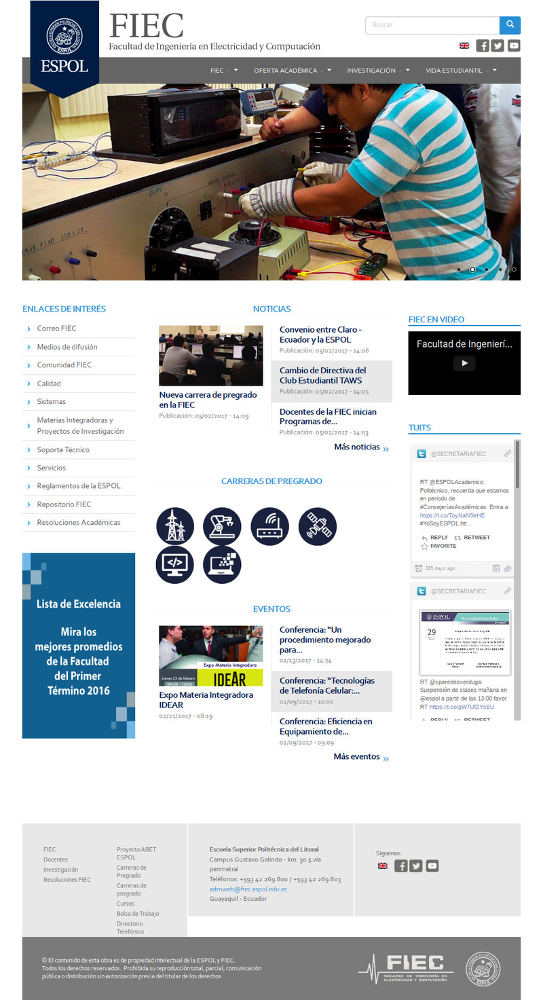 FIEC
Facultad de Ingeniería en Electricidad y Computación
ESPOL
Buscar
FIEC
OFERTA ACADÉMICA
INVESTIGACIÓN
VIDA ESTUDIANTIL
AJE FIJO 208 V 3
ENLACES DE INTERÉS
Correo FIEC
Medios de difusión
Comunidad FIEC
Calidad
Sistemas
Materias Integradoras y
Proyectos de Investigación
Soporte Técnico
Servicios
Reglamentos de la ESPOL
Repositorio FIEC
Resoluciones Académicas
Lista de Excelencia
Mira los
mejores promedios
de la Facultad
del Primer
Término 2016
NOTICIAS
Nueva carrera de pregrado
en la FIEC
Publicación: 05/02/2017 - 14:09
Convenio entre Claro -
Ecuador y la ESPOL
Publicación: 05/02/2017 - 14:06
Cambio de Directiva del
Club Estudiantil TAWS
Publicación: 05/02/2017 - 14:05
Docentes de la FIEC inician
Programas de...
Publicación: 05/02/2017 - 14:03
Más noticias »
CARRERAS DE PREGRADO
</>
EVENTOS
Expo Materia Integradora
Jueves 23 de febrero
09h30 - 12h00
IDEAR
Expo Materia Integradora
IDEAR
02/21/2017 - 08:19
Conferencia: “Un
procedimiento mejorado
para...
02/13/2017 - 14:54
Conferencia: “Tecnologías
de Telefonía Celular:...
02/09/2017 - 10:00
Conferencia: Eficiencia en
Equipamiento de...
02/09/2017 - 09:09
Más eventos »
FIEC EN VIDEO
Facultad de Ingenierí...
TUITS
@SECRETARIAFIEC
RT @ESPOLAcademico:
Politécnico, recuerda que estamos
en periodo de
#ConsejeríasAcadémicas. Entra a
https://t.co/ToyNaNSeHE
#YoSoyESPOL htt...
REPLY RETWEET
FAVORITE
285 days ago
@SECRETARIAFIEC
ESPOL
29
RT @cparedesverduga:
Suspensión de clases mañana en
@espol a partir de las 13:00 favor
RT https://t.co/gW7UfZYsEU
REPLY RETWEET
FIEC
Docentes
Investigación
Resoluciones FIEC
Proyecto ABET
ESPOL
Carreras de
Pregrado
Carreras de
posgrado
Cursos
Bolsa de Trabajo
Directorio
Telefónico
Escuela Superior Politécnica del Litoral
Campus Gustavo Galindo - km. 30.5 vía
perimetral
Teléfonos: +593 42 269 800 / +593 42 269 803
admweb@fiec.espol.edu.ec
Guayaquil - Ecuador
Siguenos:
© El contenido de esta obra es de propiedad intelectual de la ESPOL y FIEC.
Todos los derechos reservados. Prohibida su reproducción total, parcial, comunicación
pública o distribución sin autorización previa del titular de los derechos
FIEC
FACULTAD DE INGENIERÍA EN
ELECTRICIDAD Y COMPUTACIÓN
ESPOL